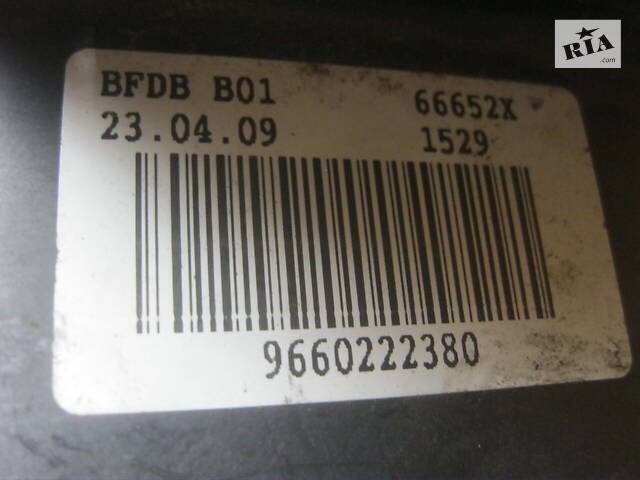 RIA
.com
BFDB B01 66652X
23.04.09 1529
9660222380